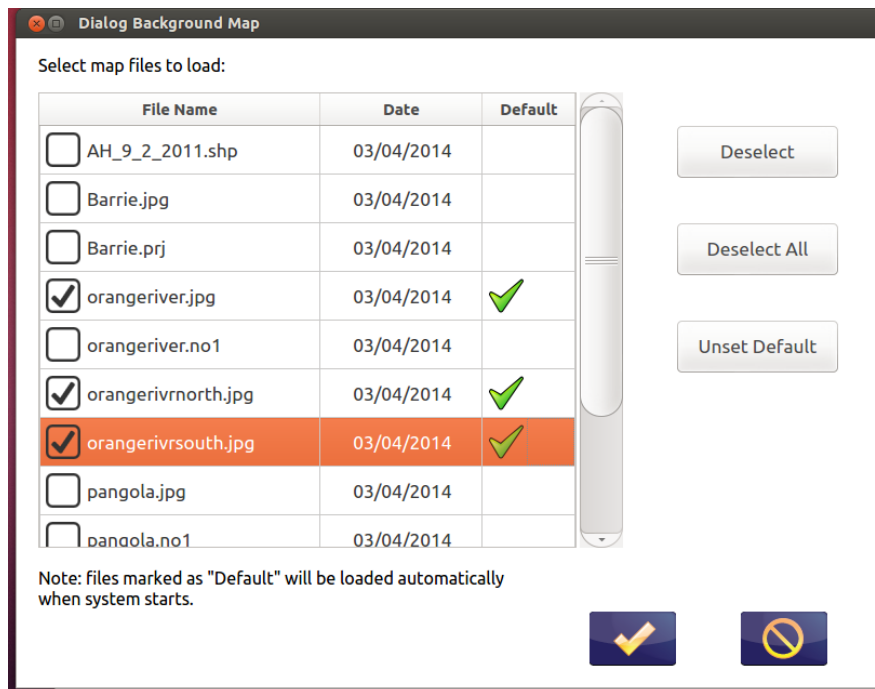 Dialog Background Map
Select map files to load:
File Name Date Default
AH_9_2_2011.shp 03/04/2014
Deselect
Barrie.jpg 03/04/2014
Barrie.prj 03/04/2014
Deselect All
orangeriver.jpg 03/04/2014
orangeriver.no1 03/04/2014
Unset Default
orangerivrnorth.jpg 03/04/2014
orangerivrsouth.jpg 03/04/2014
pangola.jpg 03/04/2014
pangola.no1 03/04/2014
Note: files marked as "Default" will be loaded automatically
when system starts.